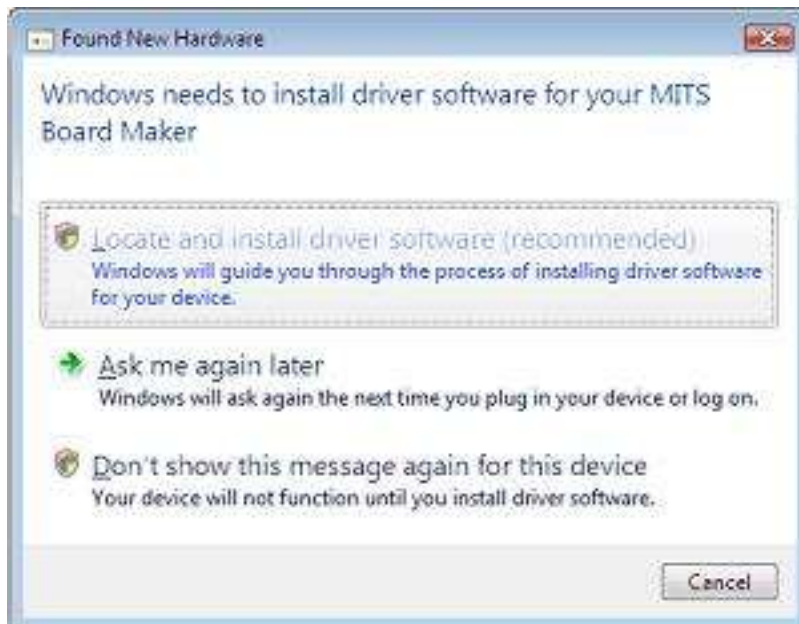 Found New Hardware
Windows needs to install driver software for your MITS
Board Maker
Locate and install driver software (recommended)
Windows will guide you through the process of installing driver software
for your device.
Ask me again later
Windows will ask again the next time you plug in your device or log on.
Don't show this message again for this device
Your device will not function until you install driver software.
Cancel